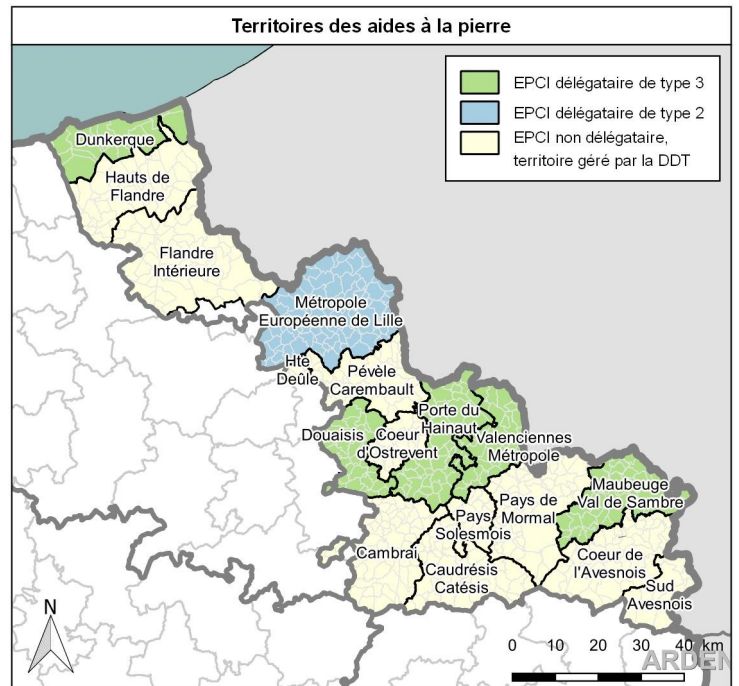 Territoires des aides à la pierre
EPCI délégataire de type 3
EPCI délégataire de type 2
EPCI non délégataire,
territoire géré par la DDT
Dunkerque
Hauts de
Flandre
Flandre
Intérieure
Métropole
Européenne de Lille
Hte
Deûle
Pévèle
Carembault
Douaisis
Coeur
d'Ostrevent
Porte du
Hainaut
Valenciennes
Métropole
Maubeuge
Val de Sambre
Pays de
Mormal
Pays
Solesmois
Cambrai
Caudrésis
Catésis
Coeur de
l'Avesnois
Sud
Avesnois
N
0 10 20 30 40 km
ARDEN